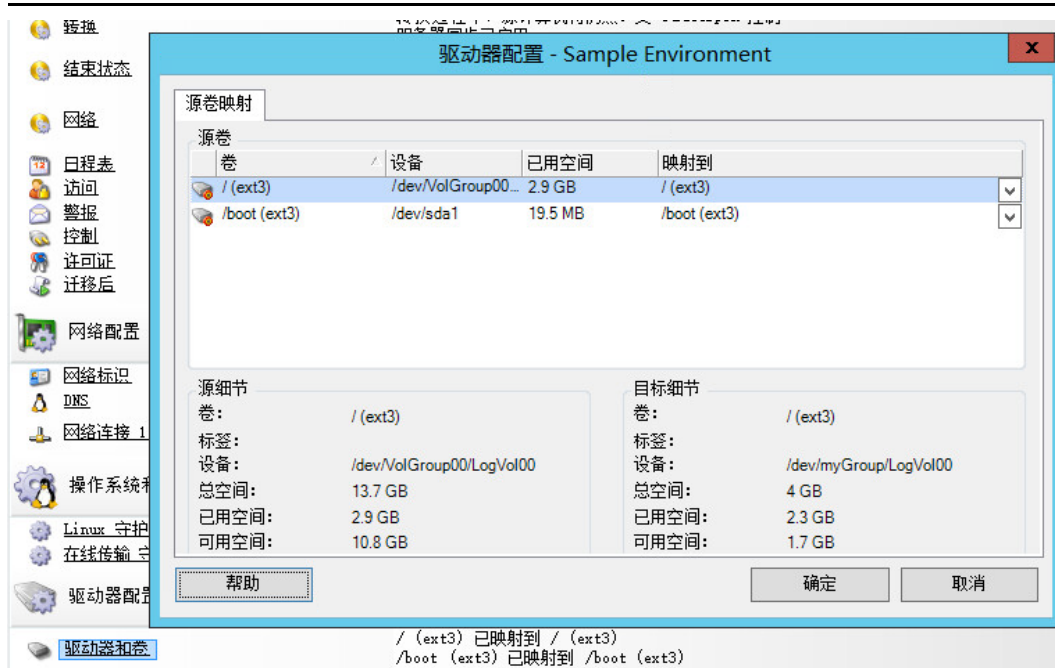 转换
服务器同步已启用
驱动器配置 - Sample Environment
x
结束状态
源卷映射
网络
源卷
卷 设备 已用空间 映射到
日程表
/ (ext3) /dev/VolGroup00... 2.9 GB / (ext3)
访问
警报
/boot (ext3) /dev/sda1 19.5 MB /boot (ext3)
控制
许可证
迁移后
网络配置
网络标识
DNS
网络连接 1
操作系统
Linux 守护
在线传输 守
驱动器配置
驱动器和卷
源细节
卷: / (ext3)
标签:
设备: /dev/VolGroup00/LogVol00
总空间: 13.7 GB
已用空间: 2.9 GB
可用空间: 10.8 GB
目标细节
卷: / (ext3)
标签:
设备: /dev/myGroup/LogVol00
总空间: 4 GB
已用空间: 2.3 GB
可用空间: 1.7 GB
帮助 确定 取消
/ (ext3) 已映射到 / (ext3)
/boot (ext3) 已映射到 /boot (ext3)